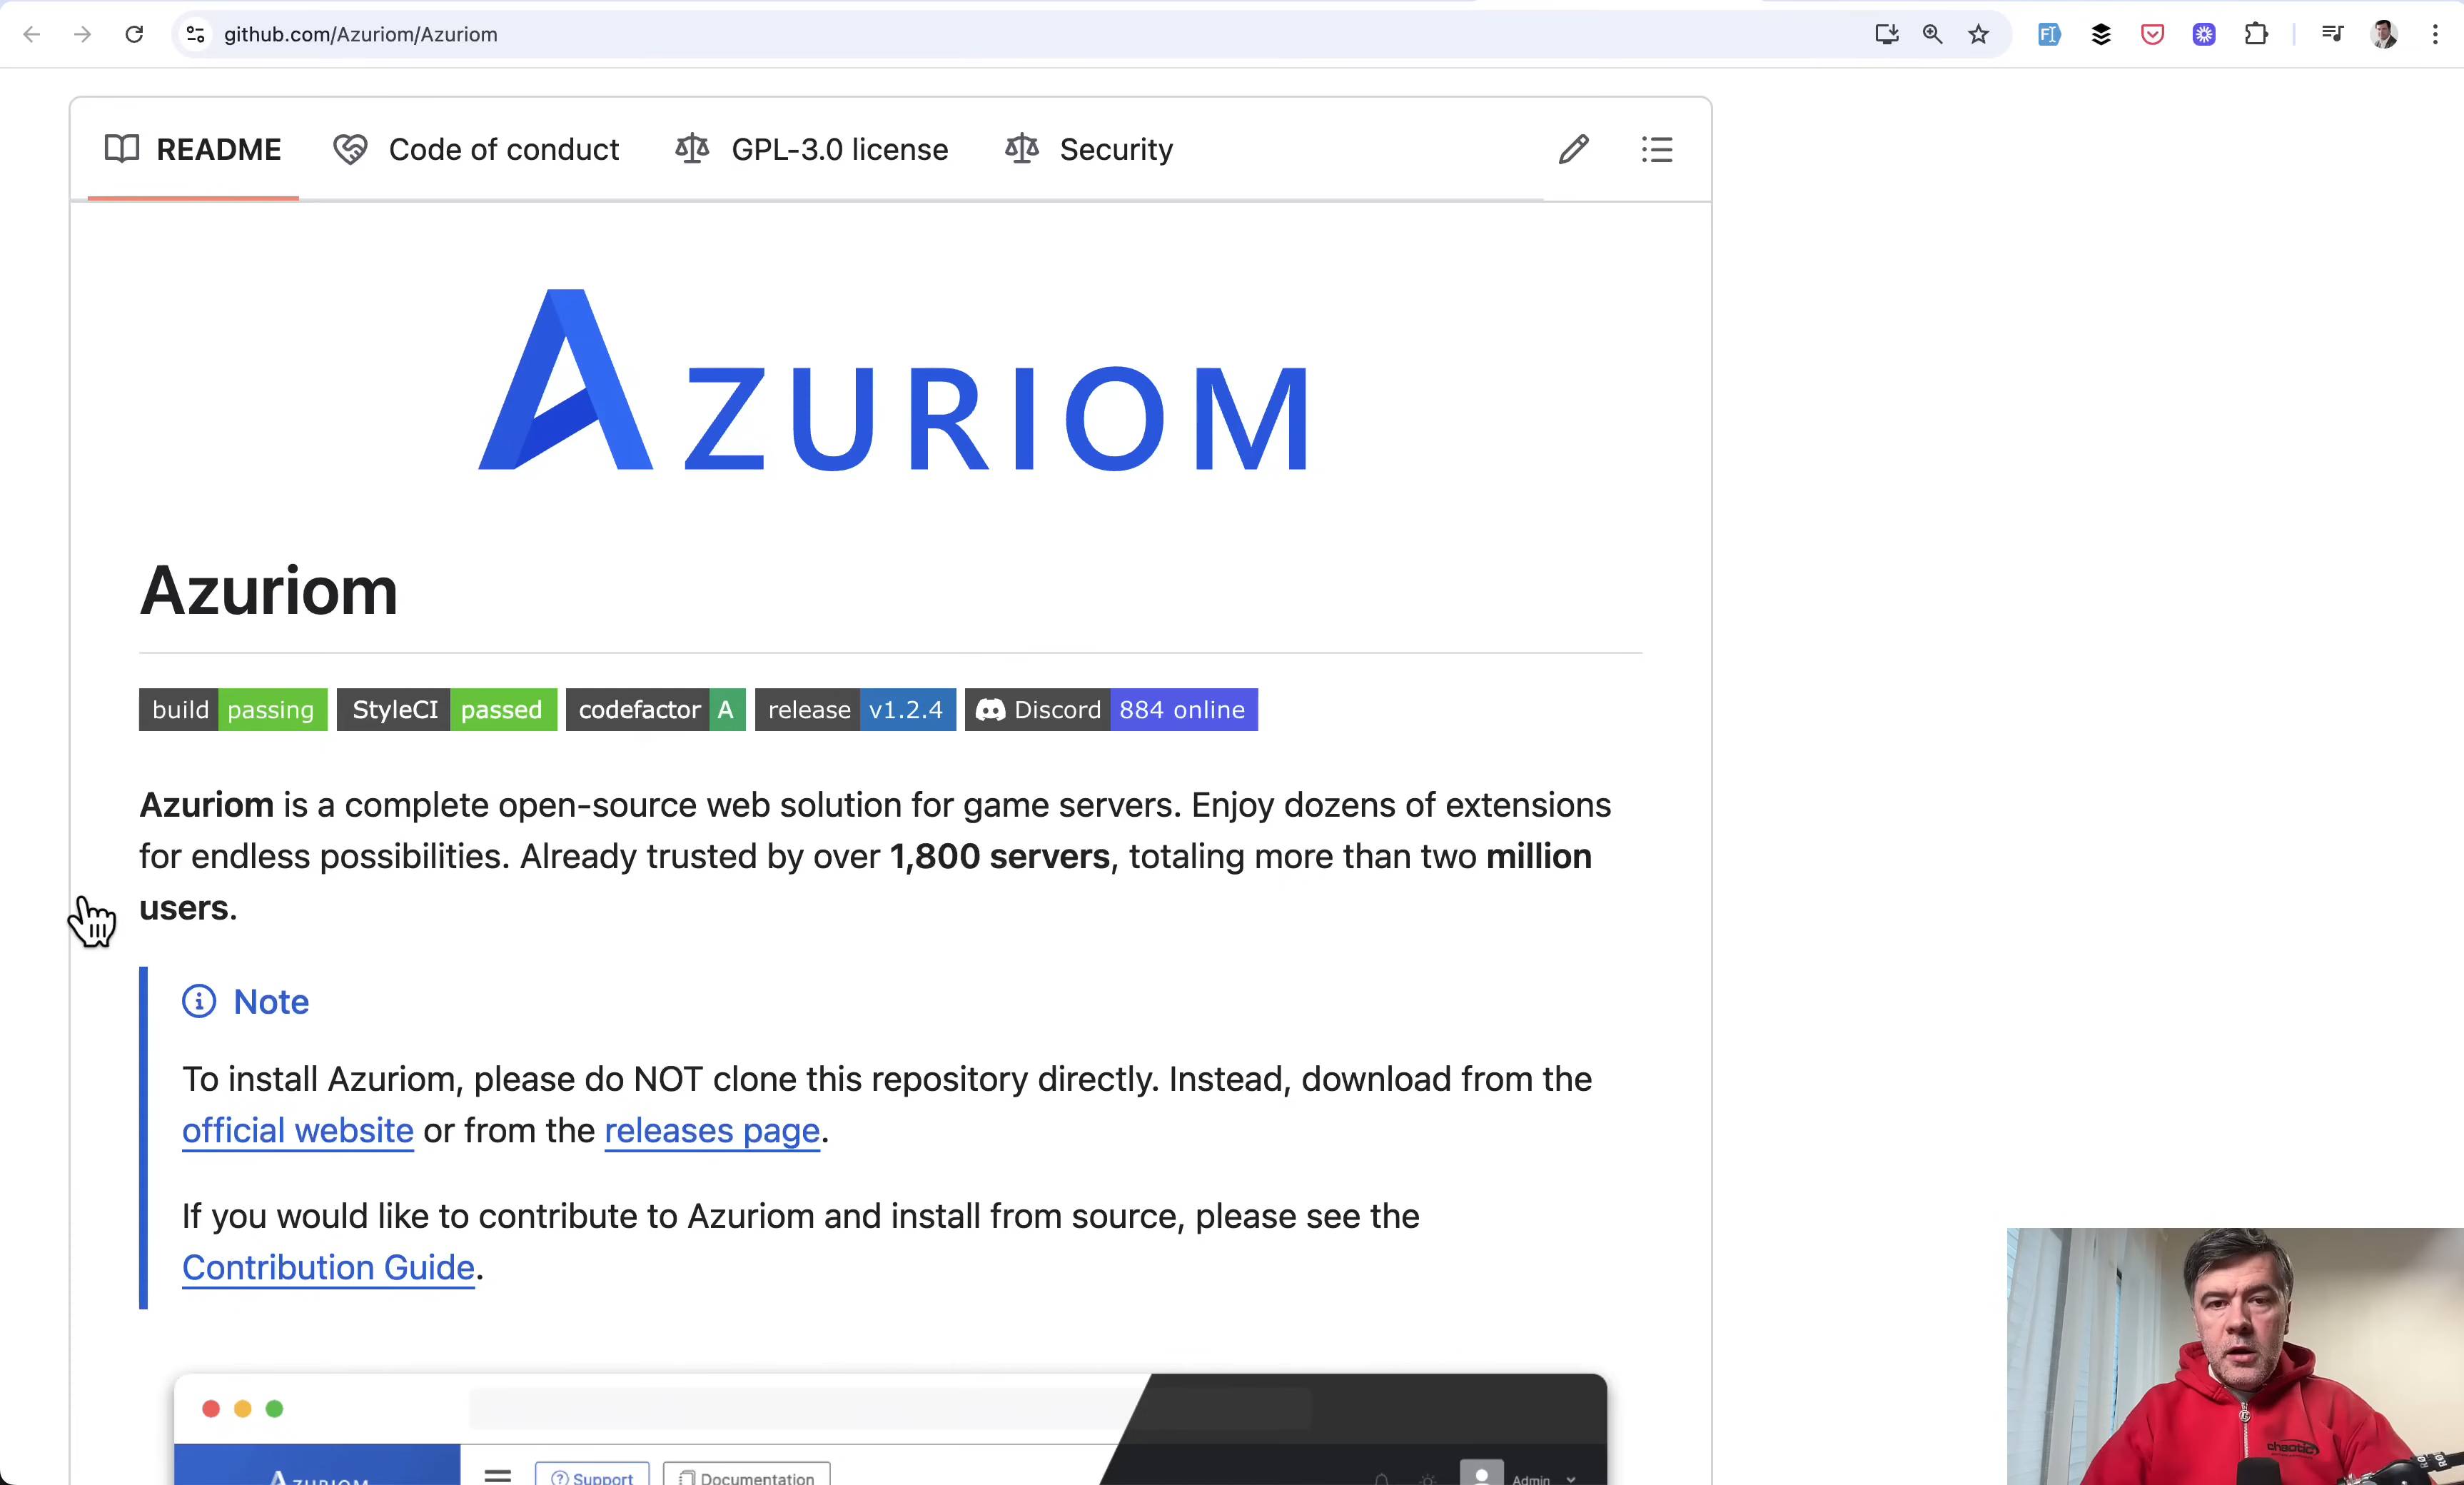 github.com/Azuriom/Azuriom
README
Code of conduct
GPL-3.0 license
Security
AZURIOM
Azuriom
build passing
StyleCI passed
codefactor A
release v1.2.4
Discord 884 online
Azuriom is a complete open-source web solution for game servers. Enjoy dozens of extensions
for endless possibilities. Already trusted by over 1,800 servers, totaling more than two million
users.
Note
To install Azuriom, please do NOT clone this repository directly. Instead, download from the
official website or from the releases page.
If you would like to contribute to Azuriom and install from source, please see the
Contribution Guide.
AZURIOM
Support
Documentation
Admin
chaotic